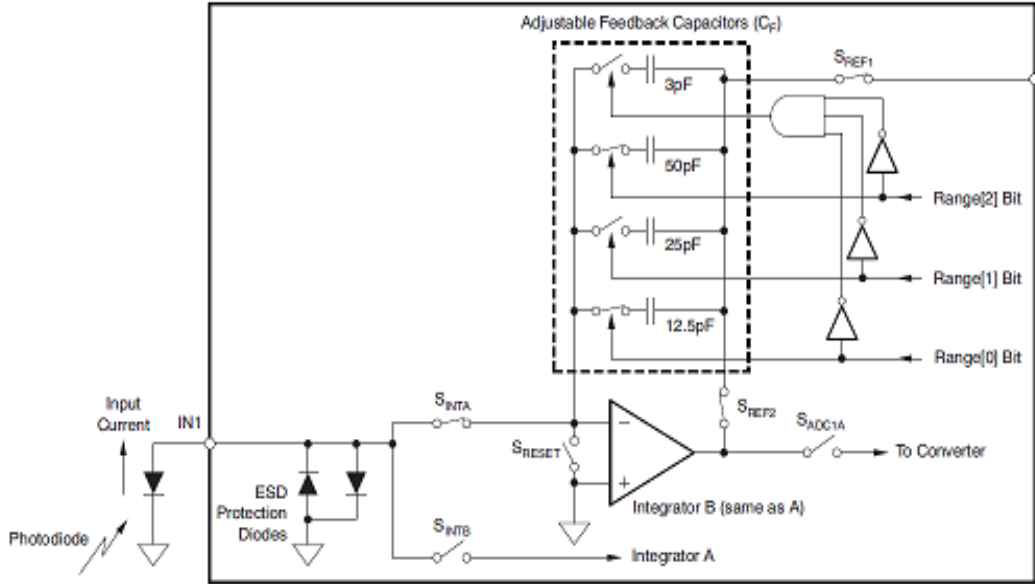 Adjustable Feedback Capacitors (CF)
SREF1
3pF
50pF
Range[2] Bit
25pF
Range[1] Bit
12.5pF
Range[0] Bit
Input
Current
IN1
SINTA
SREF2
SADC1A
SRESET
To Converter
ESD
Protection
Diodes
Integrator B (same as A)
Photodiode
SINTB
Integrator A